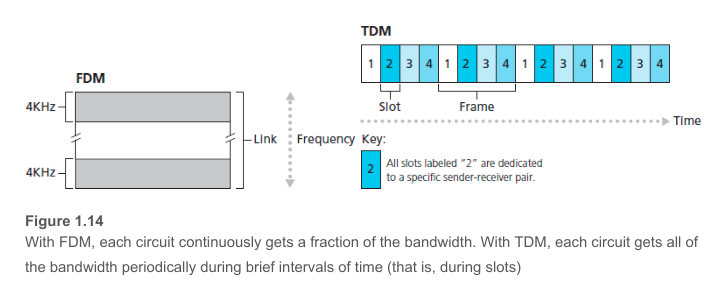 TDM
1 2 3 4 1 2 3 4 1 2 3 4 1 2 3 4
Slot
Frame
Time
FDM
4KHz
4KHz
Link
Frequency
Key:
2
All slots labeled “2” are dedicated
to a specific sender-receiver pair.
Figure 1.14
With FDM, each circuit continuously gets a fraction of the bandwidth. With TDM, each circuit gets all of
the bandwidth periodically during brief intervals of time (that is, during slots)